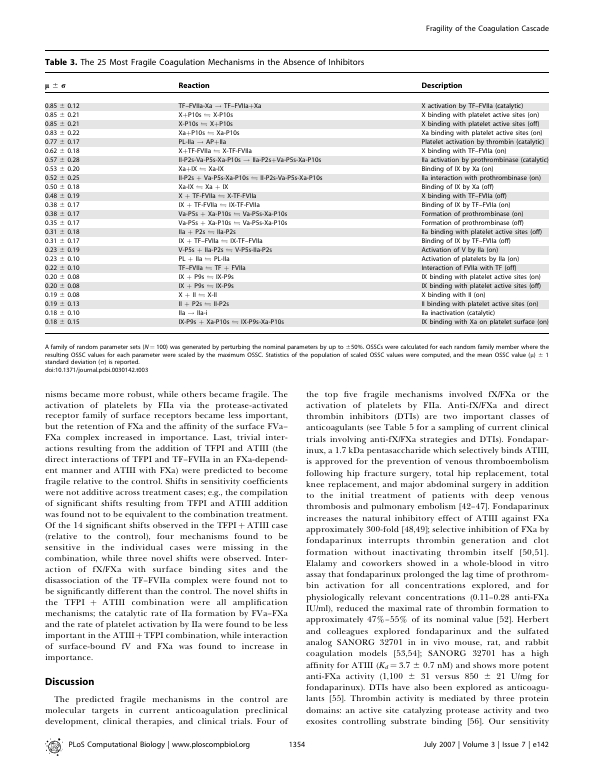 Fragility of the Coagulation Cascade
Table 3. The 25 Most Fragile Coagulation Mechanisms in the Absence of Inhibitors
μ ± σ Reaction Description
0.85 ± 0.12 TF–FVIIa-Xa → TF–FVIIa+Xa X activation by TF–FVIIa (catalytic)
0.85 ± 0.21 X+P10s ⇋ X-P10s X binding with platelet active sites (on)
0.85 ± 0.21 X-P10s ⇋ X+P10s X binding with platelet active sites (off)
0.83 ± 0.22 Xa+P10s ⇋ Xa-P10s Xa binding with platelet active sites (on)
0.77 ± 0.17 PL-IIa → AP+IIa Platelet activation by thrombin (catalytic)
0.62 ± 0.18 X+TF-FVIIa ⇋ X-TF-FVIIa X binding with TF–FVIIa (on)
0.57 ± 0.28 II-P2s-Va-P5s-Xa-P10s → IIa-P2s+Va-P5s-Xa-P10s IIa activation by prothrombinase (catalytic)
0.53 ± 0.20 Xa+IX ⇋ Xa-IX Binding of IX by Xa (on)
0.52 ± 0.25 II-P2s + Va-P5s-Xa-P10s ⇋ II-P2s-Va-P5s-Xa-P10s IIa interaction with prothrombinase (on)
0.50 ± 0.18 Xa-IX ⇋ Xa + IX Binding of IX by Xa (off)
0.48 ± 0.19 X + TF-FVIIa ⇋ X-TF-FVIIa X binding with TF–FVIIa (off)
0.48 ± 0.17 IX + TF-FVIIa ⇋ IX-TF-FVIIa Binding of IX by TF–FVIIa (on)
0.38 ± 0.17 Va-P5s + Xa-P10s ⇋ Va-P5s-Xa-P10s Formation of prothrombinase (on)
0.35 ± 0.17 Va-P5s + Xa-P10s ⇋ Va-P5s-Xa-P10s Formation of prothrombinase (off)
0.31 ± 0.18 IIa + P2s ⇋ IIa-P2s IIa binding with platelet active sites (off)
0.31 ± 0.17 IX + TF–FVIIa ⇋ IX-TF–FVIIa Binding of IX by TF–FVIIa (off)
0.23 ± 0.19 V-P5s + IIa-P2s ⇋ V-P5s-IIa-P2s Activation of V by IIa (on)
0.23 ± 0.10 PL + IIa ⇋ PL-IIa Activation of platelets by IIa (on)
0.22 ± 0.10 TF–FVIIa ⇋ TF + FVIIa Interaction of FVIIa with TF (off)
0.20 ± 0.08 IX + P9s ⇋ IX-P9s IX binding with platelet active sites (on)
0.20 ± 0.08 IX + P9s ⇋ IX-P9s IX binding with platelet active sites (off)
0.19 ± 0.08 X + II ⇋ X-II X binding with II (on)
0.19 ± 0.13 II + P2s ⇋ II-P2s II binding with platelet active sites (on)
0.18 ± 0.10 IIa → IIa-i IIa inactivation (catalytic)
0.18 ± 0.15 IX-P9s + Xa-P10s ⇋ IX-P9s-Xa-P10s IX binding with Xa on platelet surface (on)
A family of random parameter sets (N = 100) was generated by perturbing the nominal parameters by up to ±50%. OSSCs were calculated for each random family member where the
resulting OSSC values for each parameter were scaled by the maximum OSSC. Statistics of the population of scaled OSSC values were computed, and the mean OSSC value (μ) ± 1
standard deviation (σ) is reported.
doi:10.1371/journal.pcbi.0030142.t003
nisms became more robust, while others became fragile. The
activation of platelets by FIIa via the protease-activated
receptor family of surface receptors became less important,
but the retention of FXa and the affinity of the surface FVa–
FXa complex increased in importance. Last, trivial inter-
actions resulting from the addition of TFPI and ATIII (the
direct interactions of TFPI and TF–FVIIa in an FXa-depend-
ent manner and ATIII with FXa) were predicted to become
fragile relative to the control. Shifts in sensitivity coefficients
were not additive across treatment cases; e.g., the compilation
of significant shifts resulting from TFPI and ATIII addition
was found not to be equivalent to the combination treatment.
Of the 14 significant shifts observed in the TFPI + ATIII case
(relative to the control), four mechanisms found to be
sensitive in the individual cases were missing in the
combination, while three novel shifts were observed. Inter-
action of fX/FXa with surface binding sites and the
disassociation of the TF–FVIIa complex were found not to
be significantly different than the control. The novel shifts in
the TFPI + ATIII combination were all amplification
mechanisms; the catalytic rate of IIa formation by FVa–FXa
and the rate of platelet activation by IIa were found to be less
important in the ATIII + TFPI combination, while interaction
of surface-bound fV and FXa was found to increase in
importance.
Discussion
The predicted fragile mechanisms in the control are
molecular targets in current anticoagulation preclinical
development, clinical therapies, and clinical trials. Four of
the top five fragile mechanisms involved fX/FXa or the
activation of platelets by FIIa. Anti-fX/FXa and direct
thrombin inhibitors (DTIs) are two important classes of
anticoagulants (see Table 5 for a sampling of current clinical
trials involving anti-fX/FXa strategies and DTIs). Fondapar-
inux, a 1.7 kDa pentasaccharide which selectively binds ATIII,
is approved for the prevention of venous thromboembolism
following hip fracture surgery, total hip replacement, total
knee replacement, and major abdominal surgery in addition
to the initial treatment of patients with deep venous
thrombosis and pulmonary embolism [42–47]. Fondaparinux
increases the natural inhibitory effect of ATIII against FXa
approximately 300-fold [48,49]; selective inhibition of FXa by
fondaparinux interrupts thrombin generation and clot
formation without inactivating thrombin itself [50,51].
Elalamy and coworkers showed in a whole-blood in vitro
assay that fondaparinux prolonged the lag time of prothrom-
bin activation for all concentrations explored, and for
physiologically relevant concentrations (0.11–0.28 anti-FXa
IU/ml), reduced the maximal rate of thrombin formation to
approximately 47%–55% of its nominal value [52]. Herbert
and colleagues explored fondaparinux and the sulfated
analog SANORG 32701 in in vivo mouse, rat, and rabbit
coagulation models [53,54]; SANORG 32701 has a high
affinity for ATIII (Kd = 3.7 ± 0.7 nM) and shows more potent
anti-FXa activity (1,100 ± 31 versus 850 ± 21 U/mg for
fondaparinux). DTIs have also been explored as anticoagu-
lants [55]. Thrombin activity is mediated by three protein
domains: an active site catalyzing protease activity and two
exosites controlling substrate binding [56]. Our sensitivity
PLoS Computational Biology | www.ploscompbiol.org 1354 July 2007 | Volume 3 | Issue 7 | e142